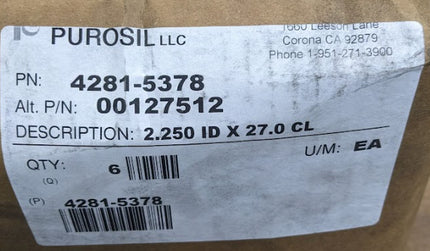 PUROSIL LLC
1660 Leeson Lane
Corona CA 92879
Phone 1-951-271-3900
PN: 4281-5378
Alt. P/N: 00127512
DESCRIPTION: 2.250 ID X 27.0 CL
QTY: 6
U/M: EA
(Q)
(P) 4281-5378